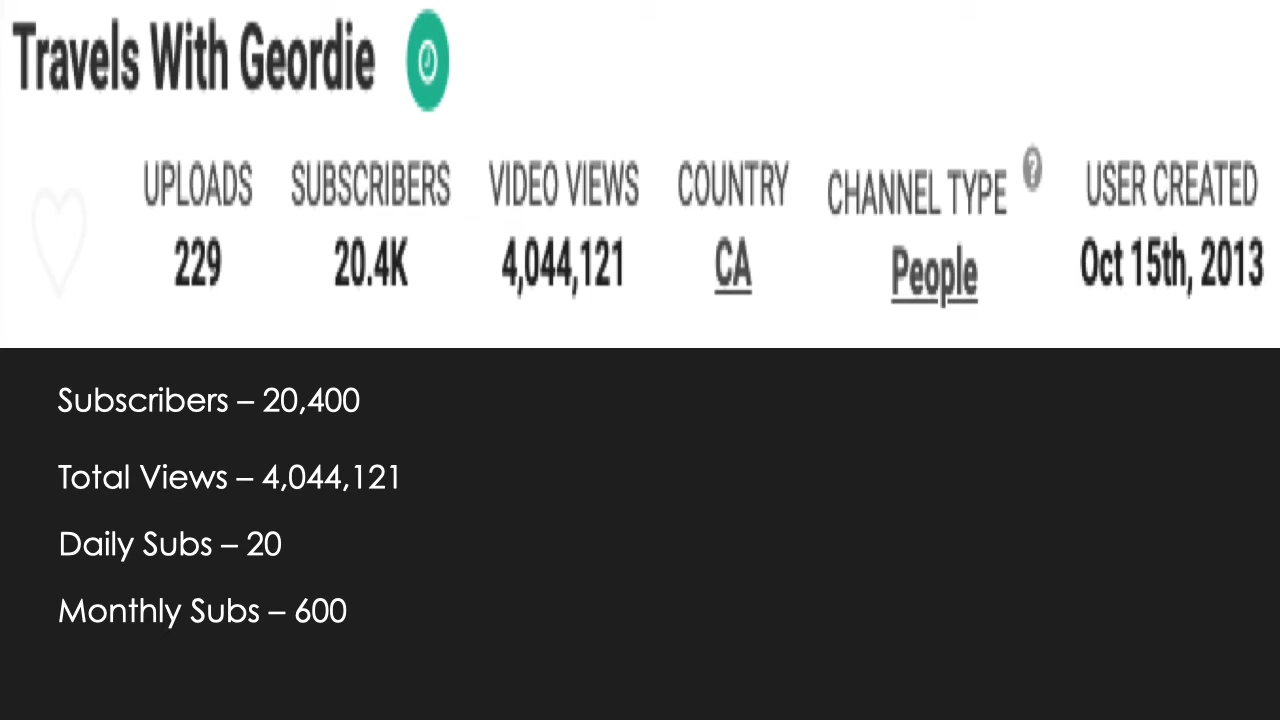 Travels With Geordie
UPLOADS SUBSCRIBERS VIDEO VIEWS COUNTRY CHANNEL TYPE ? USER CREATED
229 20.4K 4,044,121 CA People Oct 15th, 2013
Subscribers – 20,400
Total Views – 4,044,121
Daily Subs – 20
Monthly Subs – 600